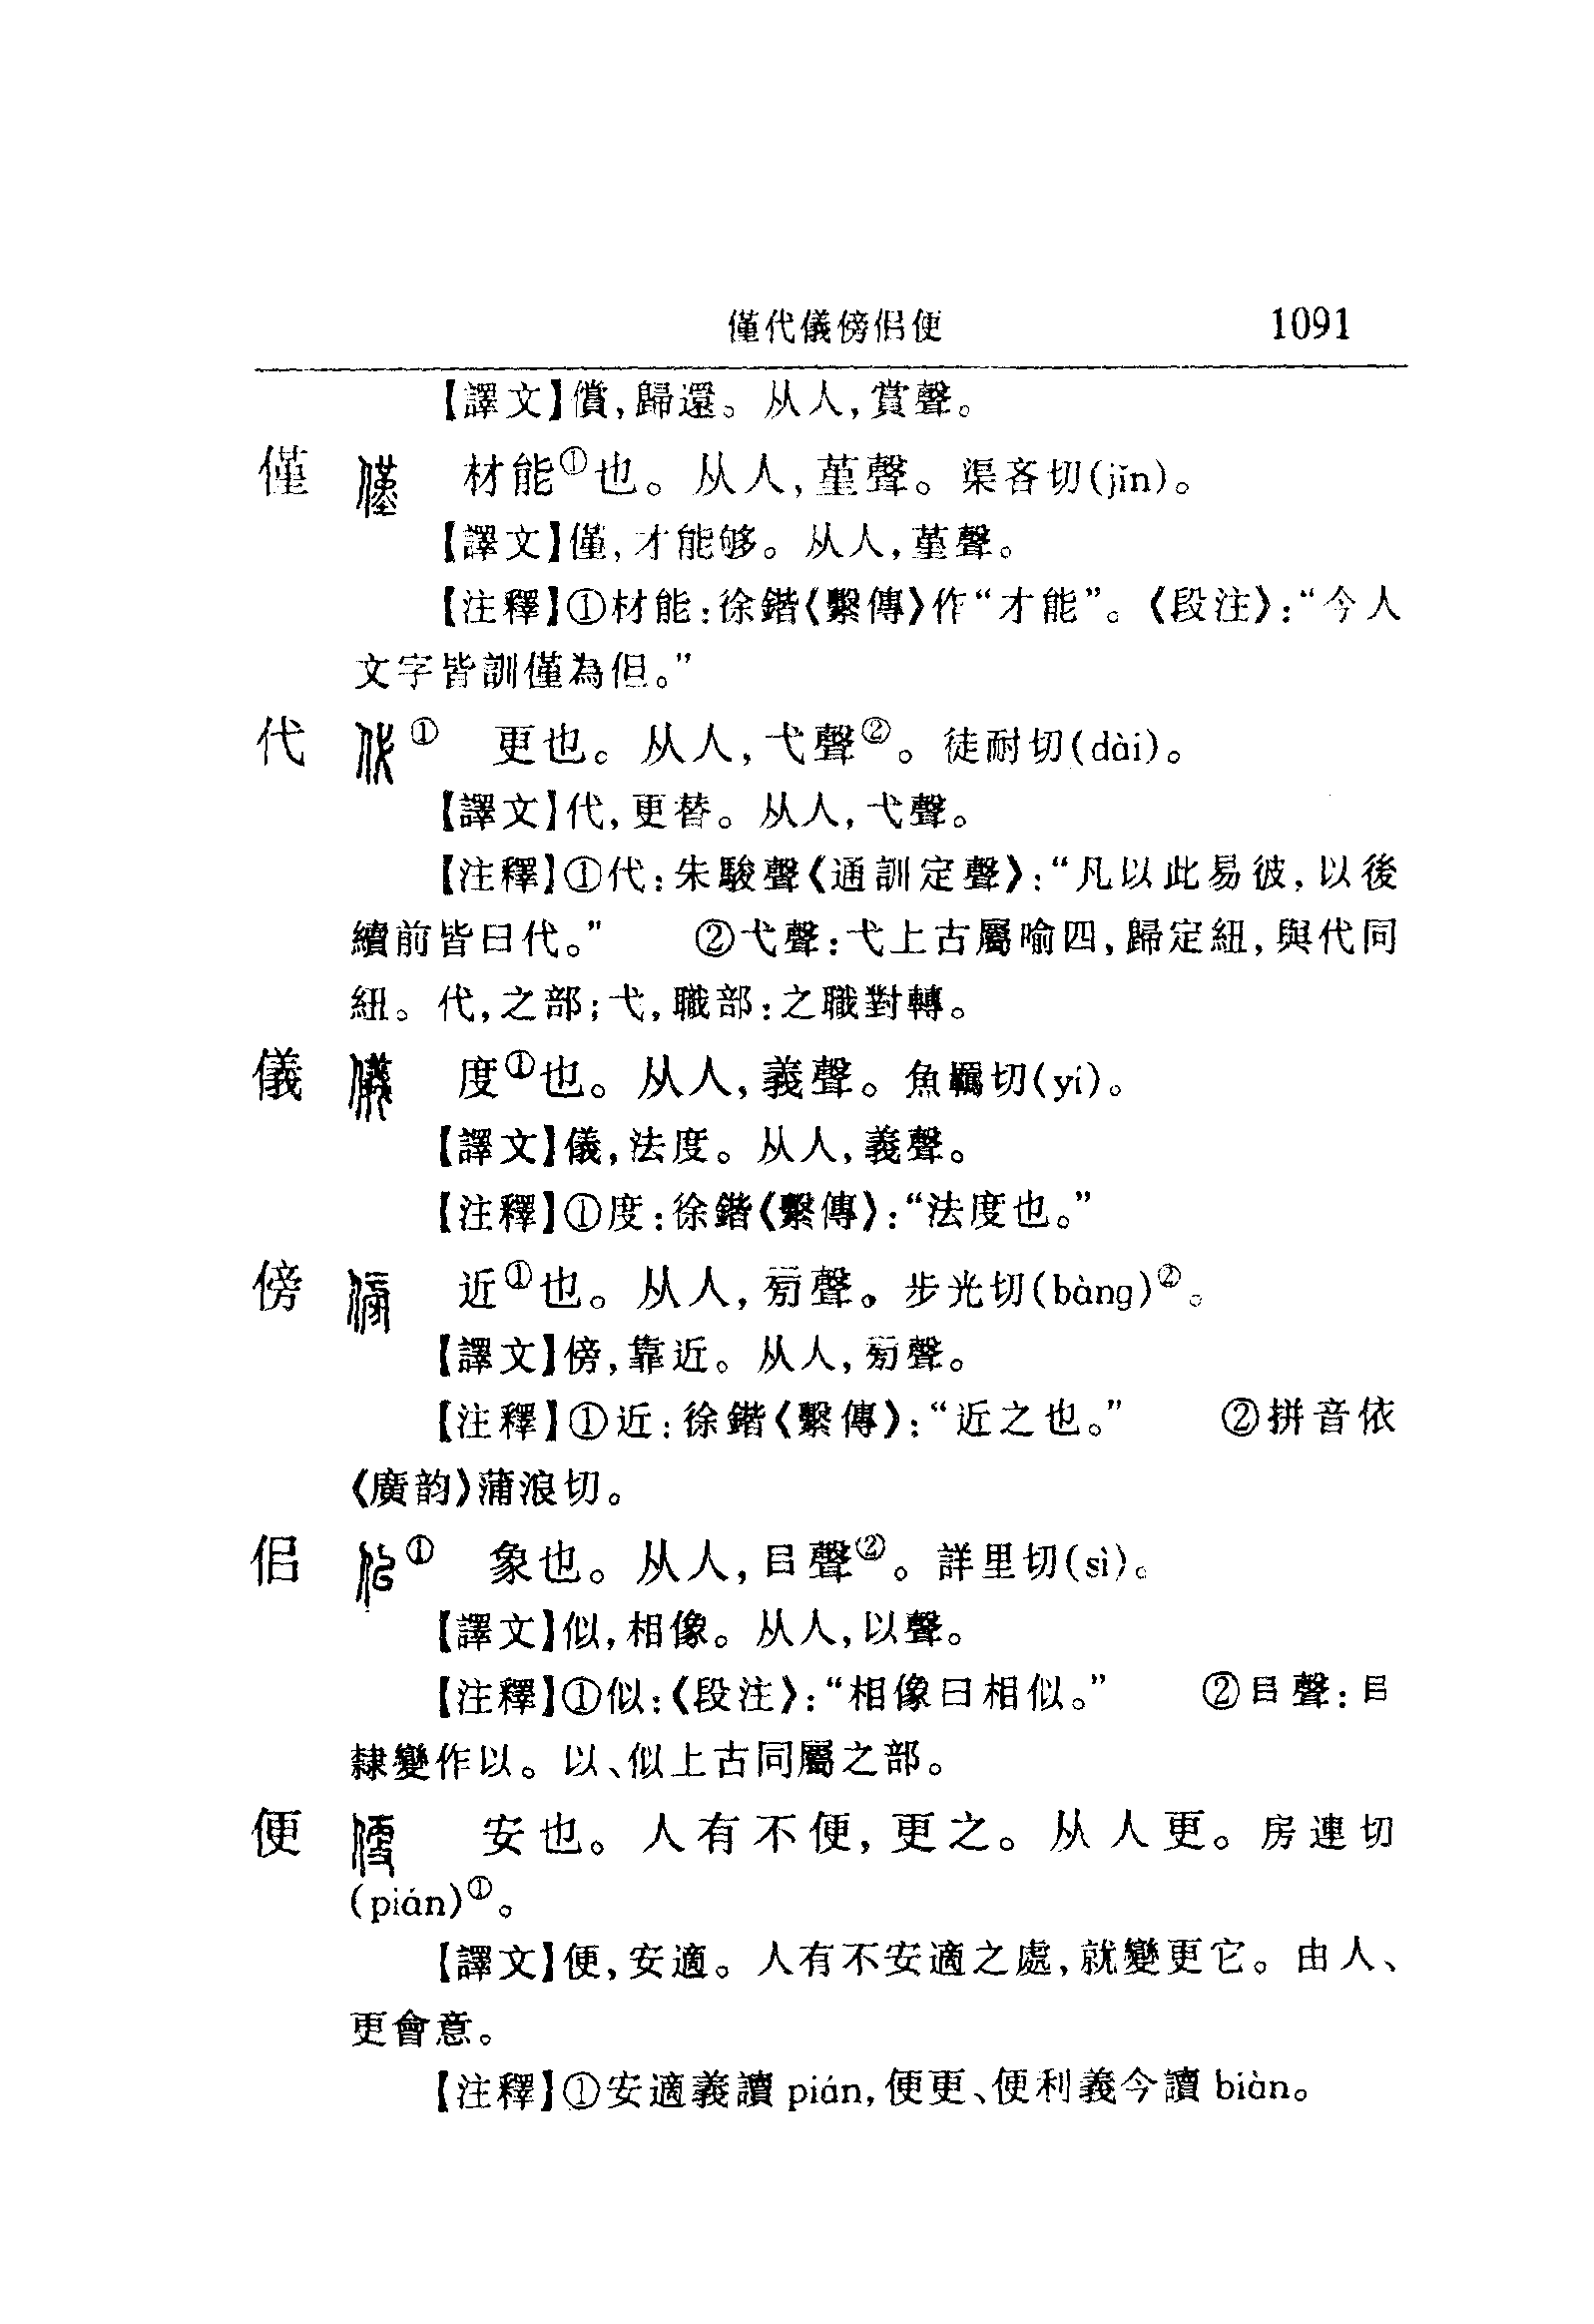 僅代儀傍佀便 1091
【譯文】償,歸還。从人,賞聲。
僅 材能①也。从人,堇聲。渠吝切(jǐn)。
【譯文】僅,才能够。从人,堇聲。
【注釋】①材能:徐鍇《繫傳》作“才能”。《段注》:“今人
文字皆訓僅為但。”
代 ① 更也。从人,弋聲②。徒耐切(dài)。
【譯文】代,更替。从人,弋聲。
【注釋】①代:朱駿聲《通訓定聲》:“凡以此易彼,以後
續前皆曰代。” ②弋聲:弋上古屬喻四,歸定紐,與代同
紐。代,之部;弋,職部:之職對轉。
儀 度①也。从人,義聲。魚羈切(yí)。
【譯文】儀,法度。从人,義聲。
【注釋】①度:徐鍇《繫傳》:“法度也。”
傍 近①也。从人,㫄聲。步光切(bàng)②。
【譯文】傍,靠近。从人,㫄聲。
【注釋】①近:徐鍇《繫傳》:“近之也。” ②拼音依
《廣韵》蒲浪切。
佀 ① 象也。从人,㠯聲②。詳里切(sì)。
【譯文】似,相像。从人,以聲。
【注釋】①似:《段注》:“相像曰相似。” ②㠯聲:㠯
隸變作以。以、似上古同屬之部。
便 安也。人有不便,更之。从人更。房連切
(pián)①。
【譯文】便,安適。人有不安適之處,就變更它。由人、
更會意。
【注釋】①安適義讀 pián,便更、便利義今讀 biàn。